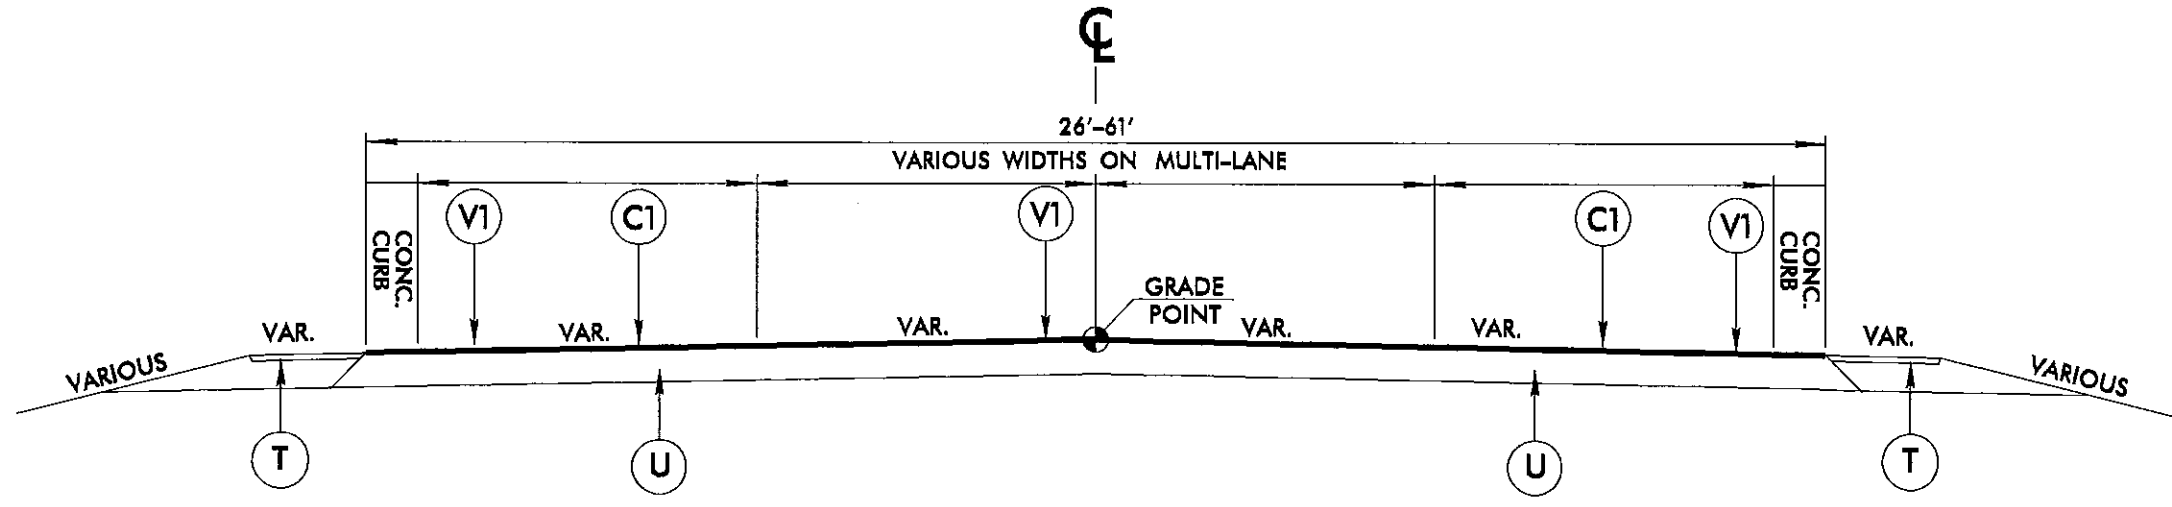 ℄
26'-61'
VARIOUS WIDTHS ON MULTI-LANE
V1
C1
V1
C1
V1
CONC.
CURB
CONC.
CURB
GRADE
POINT
VAR.
VAR.
VAR.
VAR.
VAR.
VAR.
VARIOUS
VARIOUS
T
U
U
T